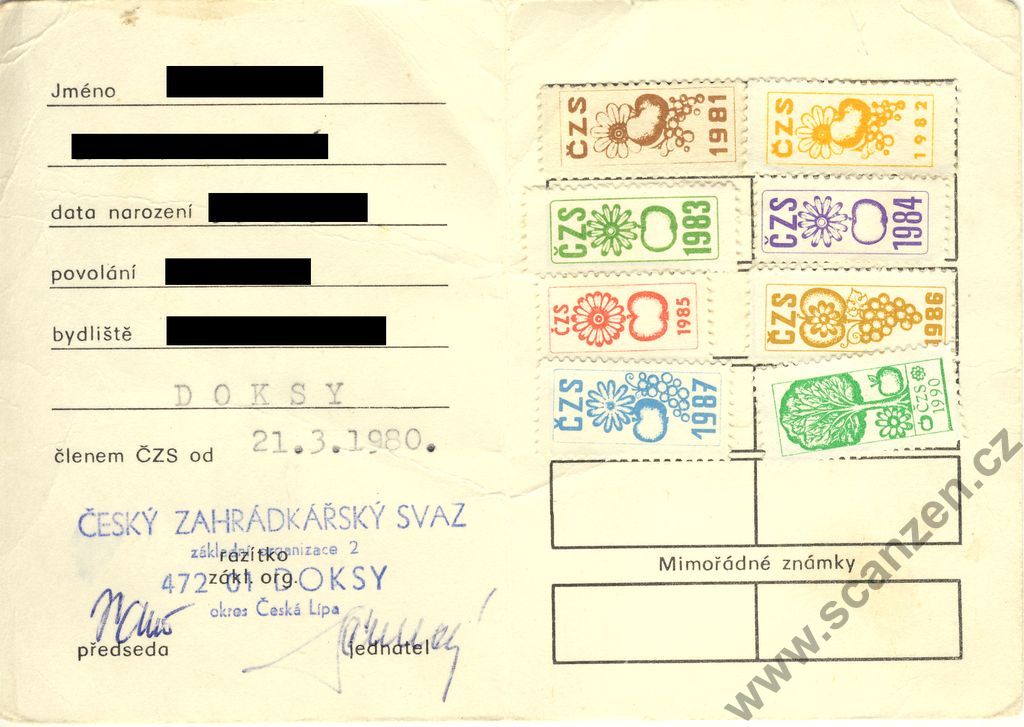 Jméno
data narození
povolání
bydliště
DOKSY
členem ČZS od 21.3.1980.
ČESKÝ ZAHRÁDKÁŘSKÝ SVAZ
základní organizace 2
razítko
472 01 DOKSY
zákl. org.
okres Česká Lípa
předseda
jednatel
ČZS 1981
ČZS 1982
ČZS 1983
ČZS 1984
ČZS 1985
ČZS 1986
ČZS 1987
ČZS 1990
Mimořádné známky
www.scanzen.cz